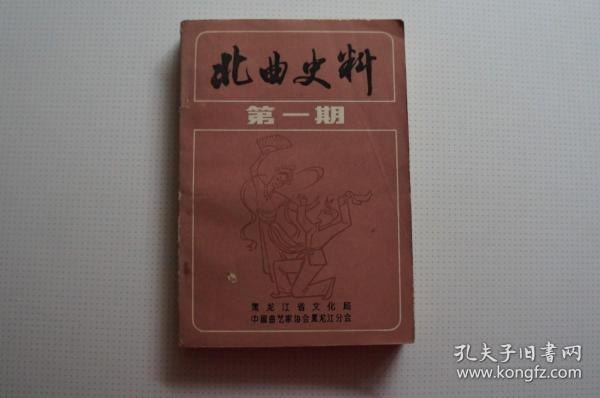 北曲史料
第一期
黑龙江省文化局
中国曲艺家协会黑龙江分会
孔夫子旧书网
www.kongfz.com